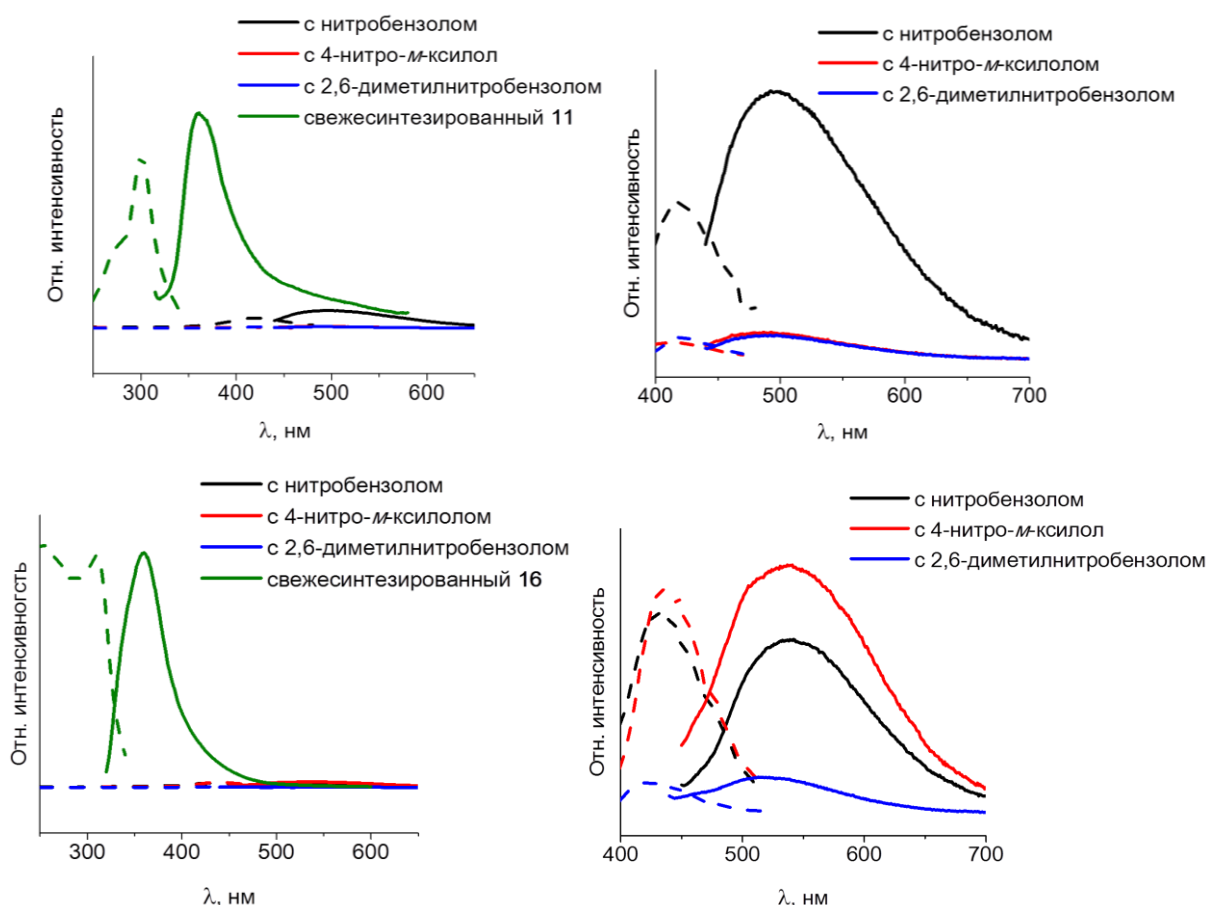 с нитробензолом
с 4-нитро-м-ксилол
с 2,6-диметилнитробензолом
свежесинтезированный 11
Отн. интенсивность
300 400 500 600
λ, нм
с нитробензолом
с 4-нитро-м-ксилолом
с 2,6-диметилнитробензолом
Отн. интенсивность
400 500 600 700
λ, нм
с нитробензолом
с 4-нитро-м-ксилолом
с 2,6-диметилнитробензолом
свежесинтезированный 16
Отн. интенсивногсть
300 400 500 600
λ, нм
с нитробензолом
с 4-нитро-м-ксилол
с 2,6-диметилнитробензолом
Отн. интенсивность
400 500 600 700
λ, нм